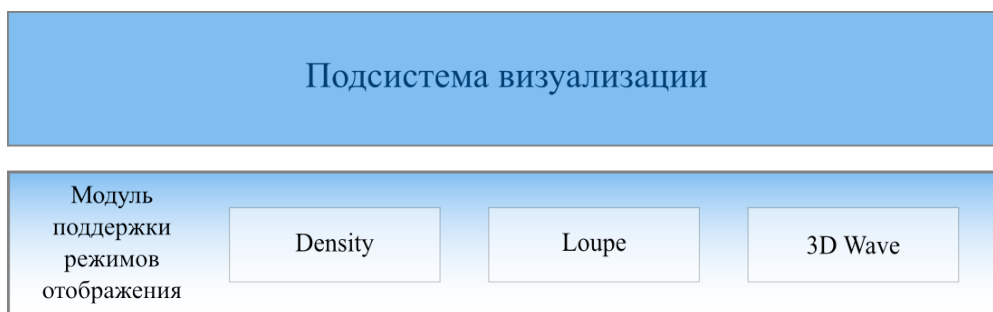 Подсистема визуализации
Модуль
поддержки
режимов
отображения
Density
Loupe
3D Wave